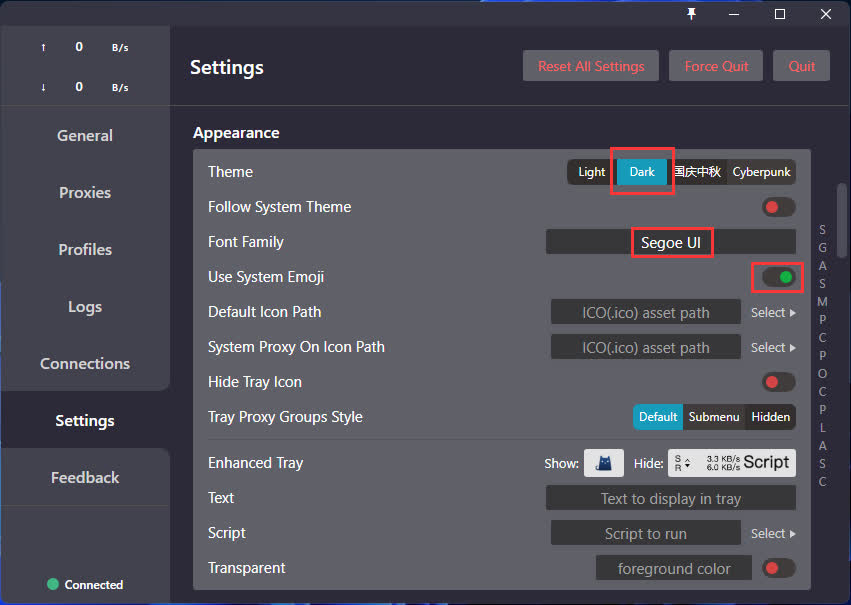 ↑ 0 B/s
↓ 0 B/s
General
Proxies
Profiles
Logs
Connections
Settings
Feedback
Connected
Settings
Reset All Settings
Force Quit
Quit
Appearance
Theme
Light Dark 国庆中秋 Cyberpunk
Follow System Theme
Font Family
Segoe UI
Use System Emoji
Default Icon Path
ICO(.ico) asset path
Select
System Proxy On Icon Path
ICO(.ico) asset path
Select
Hide Tray Icon
Tray Proxy Groups Style
Default Submenu Hidden
Enhanced Tray
Show:
Hide:
S
R
3.3 KB/s
6.0 KB/s
Script
Text
Text to display in tray
Script
Script to run
Select
Transparent
foreground color
S
G
A
S
M
P
C
P
O
C
P
L
A
S
C